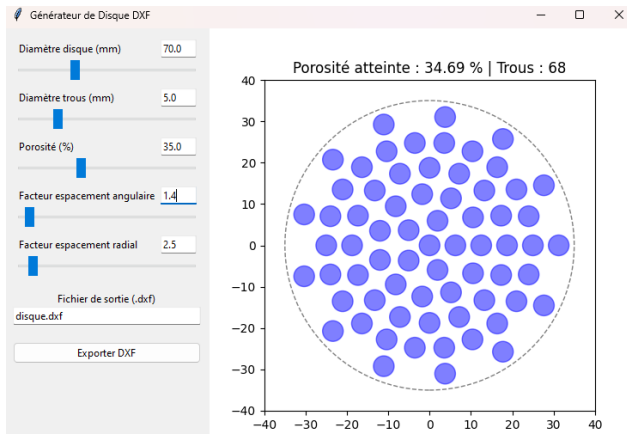 Générateur de Disque DXF
Diamètre disque (mm) 70.0
Diamètre trous (mm) 5.0
Porosité (%) 35.0
Facteur espacement angulaire 1.4
Facteur espacement radial 2.5
Fichier de sortie (.dxf)
disque.dxf
Exporter DXF
Porosité atteinte : 34.69 % | Trous : 68
40
30
20
10
0
−10
−20
−30
−40
−40 −30 −20 −10 0 10 20 30 40